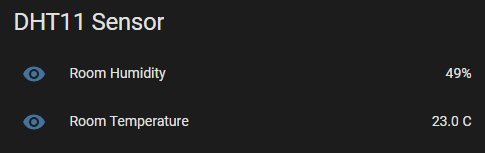 DHT11 Sensor
Room Humidity 49%
Room Temperature 23.0 C